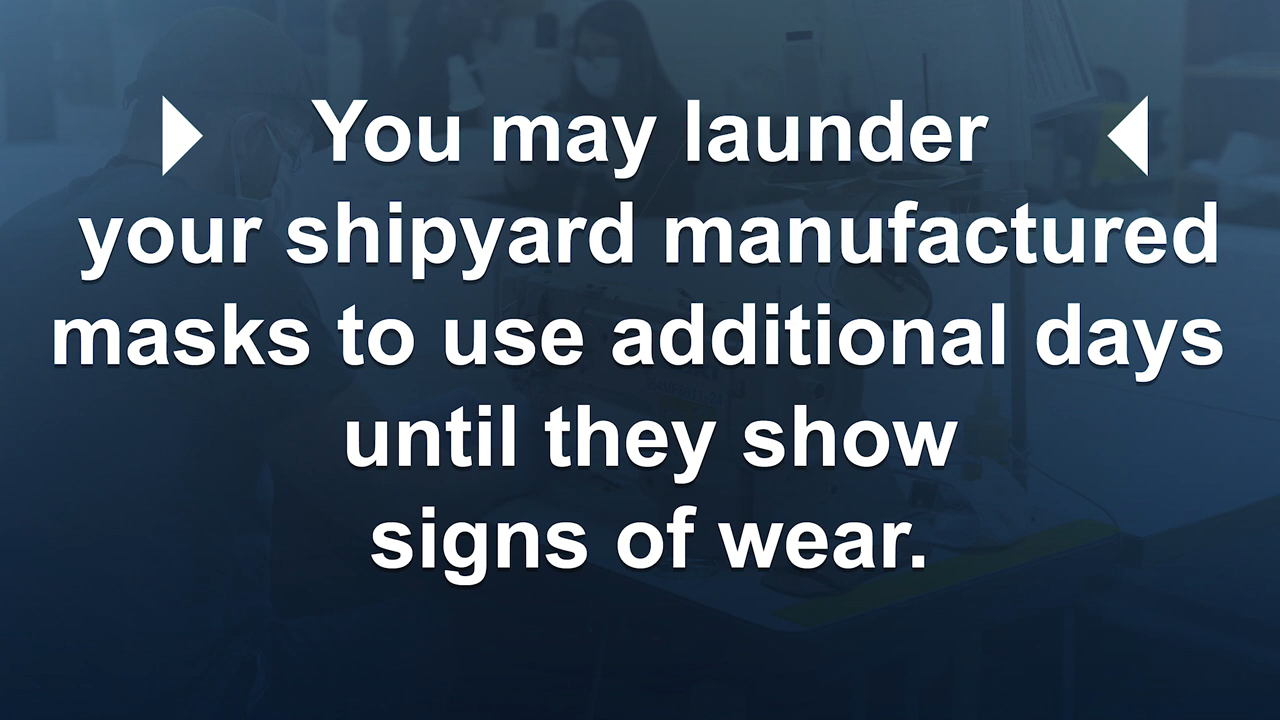 You may launder
your shipyard manufactured
masks to use additional days
until they show
signs of wear.